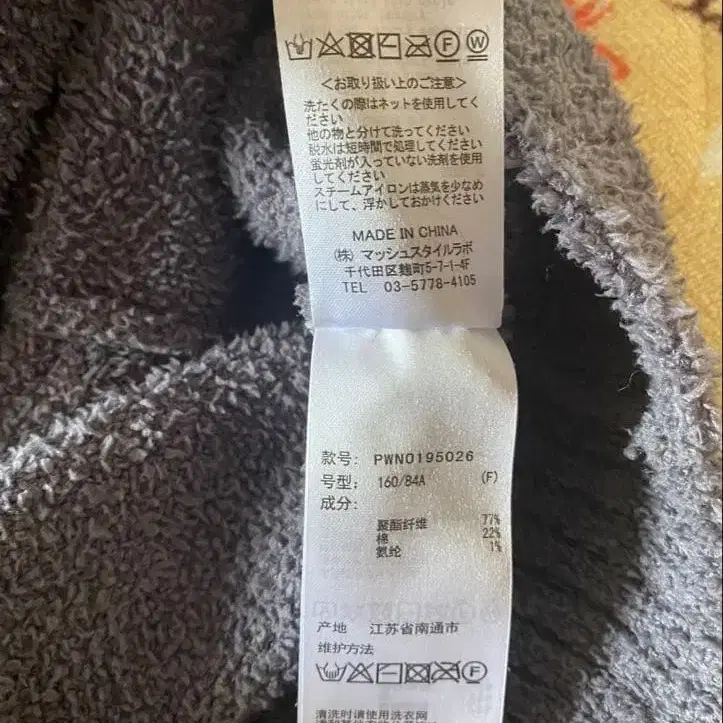 <お取り扱い上のご注意>
洗たくの際はネットを使用してく
ださい
他の物と分けて洗ってください
脱水は短時間で処理してください
蛍光剤が入っていない洗剤を使用
してください
スチームアイロンは蒸気を少なめ
にして、浮かしておかけください
MADE IN CHINA
(株) マッシュスタイルラボ
千代田区麹町5-7-1-4F
TEL 03-5778-4105
款号: PWNO195026
号型: 160/84A (F)
成分:
聚酯纤维 77%
棉 22%
氨纶 1%
产地 江苏省南通市
维护方法
清洗时请使用洗衣网